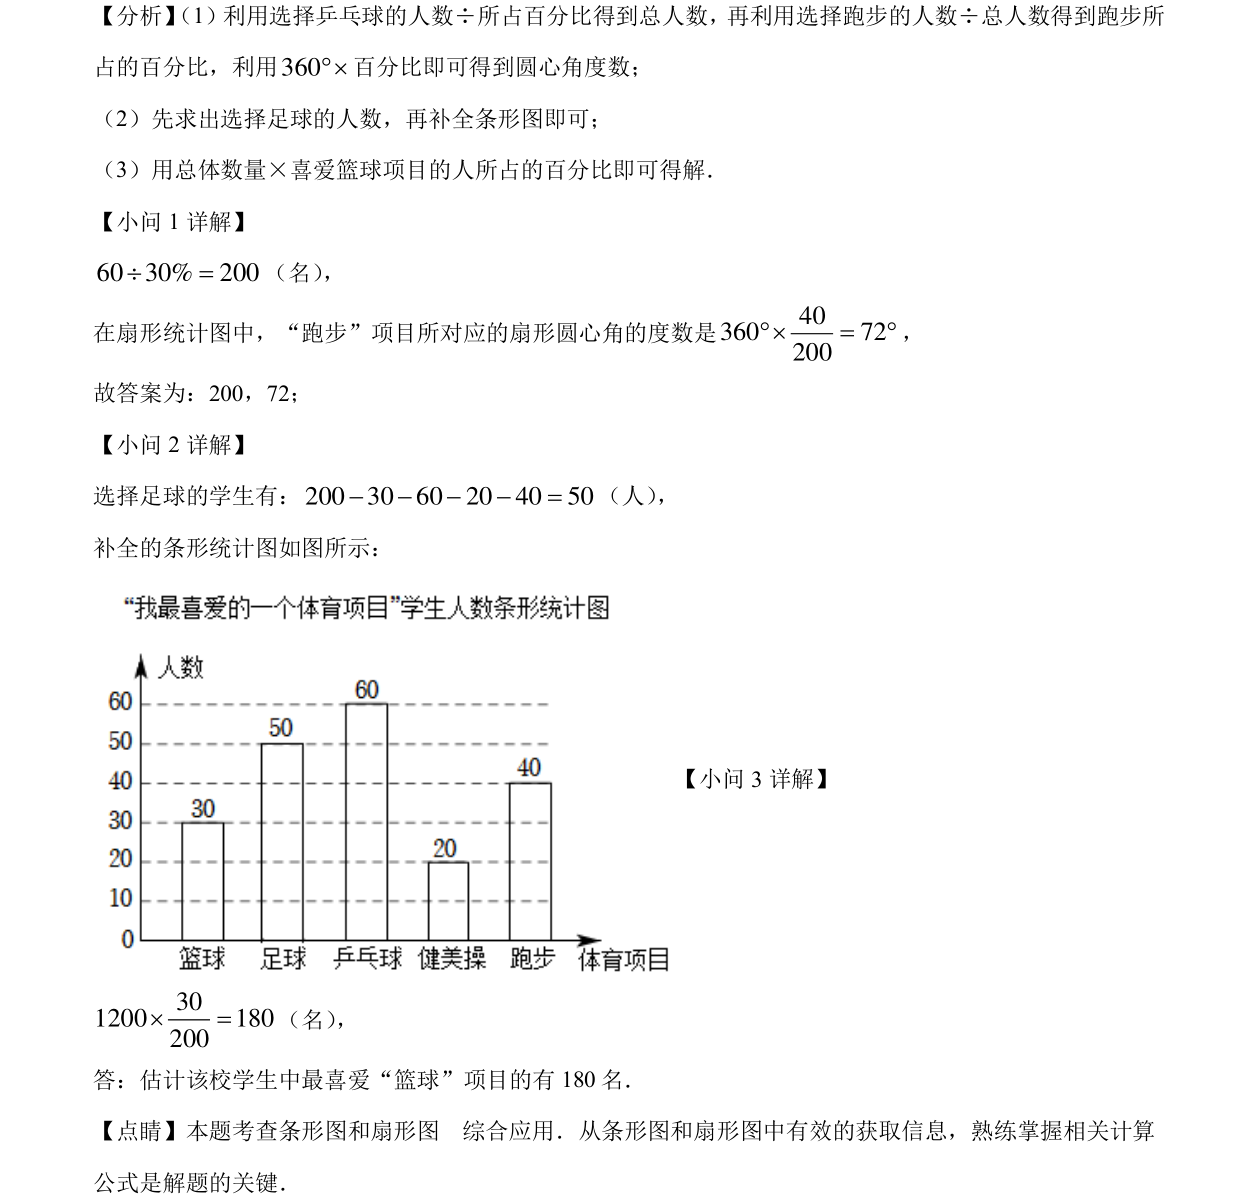 【分析】（1）利用选择乒乓球的人数÷所占百分比得到总人数，再利用选择跑步的人数÷总人数得到跑步所
占的百分比，利用360°×百分比即可得到圆心角度数；
（2）先求出选择足球的人数，再补全条形图即可；
（3）用总体数量×喜爱篮球项目的人所占的百分比即可得解．
【小问 1 详解】
60÷30%=200（名），
在扇形统计图中，“跑步”项目所对应的扇形圆心角的度数是360°×40/200=72°，
故答案为：200，72；
【小问 2 详解】
选择足球的学生有：200−30−60−20−40=50（人），
补全的条形统计图如图所示：
“我最喜爱的一个体育项目”学生人数条形统计图
人数
60
50
40
30
20
10
0
30
50
60
20
40
篮球 足球 乒乓球 健美操 跑步 体育项目
【小问 3 详解】
1200×30/200=180（名），
答：估计该校学生中最喜爱“篮球”项目的有 180 名．
【点睛】本题考查条形图和扇形图 综合应用．从条形图和扇形图中有效的获取信息，熟练掌握相关计算
公式是解题的关键．